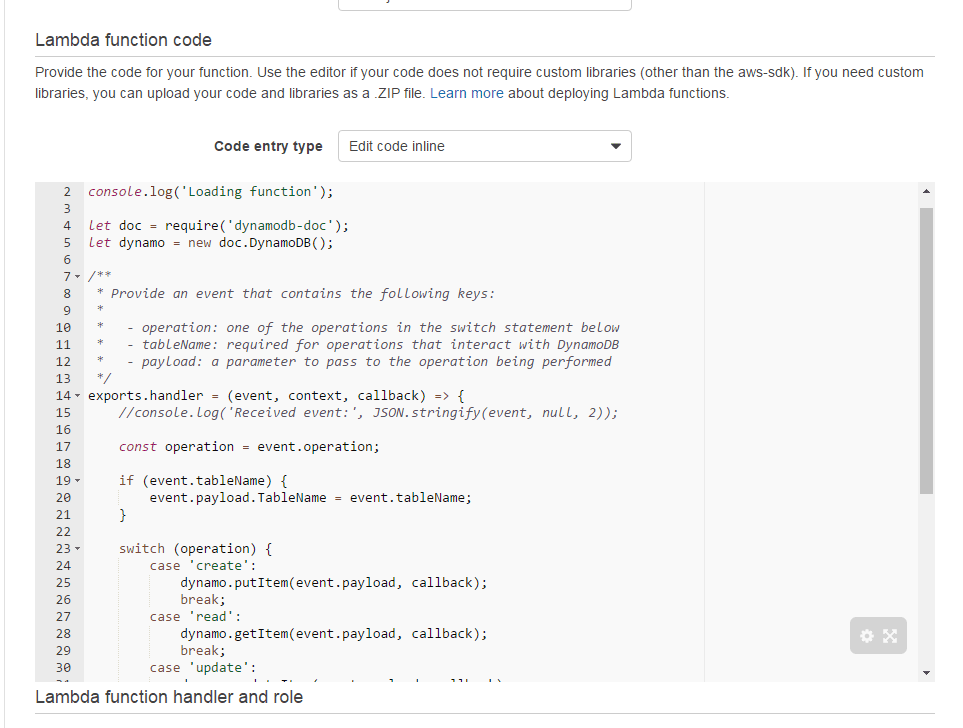 Lambda function code
Provide the code for your function. Use the editor if your code does not require custom libraries (other than the aws-sdk). If you need custom
libraries, you can upload your code and libraries as a .ZIP file. Learn more about deploying Lambda functions.
Code entry type Edit code inline
2 console.log('Loading function');
3
4 let doc = require('dynamodb-doc');
5 let dynamo = new doc.DynamoDB();
6
7 /**
8  * Provide an event that contains the following keys:
9  *
10  *   - operation: one of the operations in the switch statement below
11  *   - tableName: required for operations that interact with DynamoDB
12  *   - payload: a parameter to pass to the operation being performed
13  */
14 exports.handler = (event, context, callback) => {
15     //console.log('Received event:', JSON.stringify(event, null, 2));
16
17     const operation = event.operation;
18
19     if (event.tableName) {
20         event.payload.TableName = event.tableName;
21     }
22
23     switch (operation) {
24         case 'create':
25             dynamo.putItem(event.payload, callback);
26             break;
27         case 'read':
28             dynamo.getItem(event.payload, callback);
29             break;
30         case 'update':
Lambda function handler and role